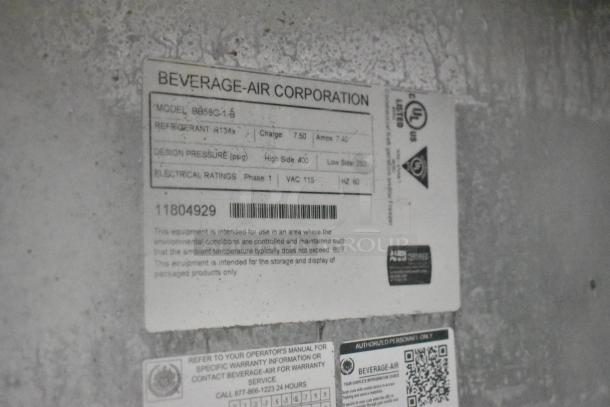 BEVERAGE-AIR CORPORATION
MODEL BB58G-1-B
REFRIGERANT R134a Charge 7.50 Amps 7.40
DESIGN PRESSURE (psig) High Side 400 Low Side
ELECTRICAL RATINGS Phase 1 VAC 115 HZ 60
11804929
This equipment is intended for use in an area where the
environmental conditions are controlled and maintained such
that the ambient temperature typically does not exceed
This equipment is intended for the storage and display of
packaged products only
C UL US
LISTED
GROUP
REFER TO YOUR OPERATOR'S MANUAL FOR
SPECIFIC WARRANTY INFORMATION OR
CONTACT BEVERAGE-AIR FOR WARRANTY
SERVICE.
CALL 877-866-1223 24 HOURS
AUTHORIZED PERSONNEL ONLY
BEVERAGE-AIR